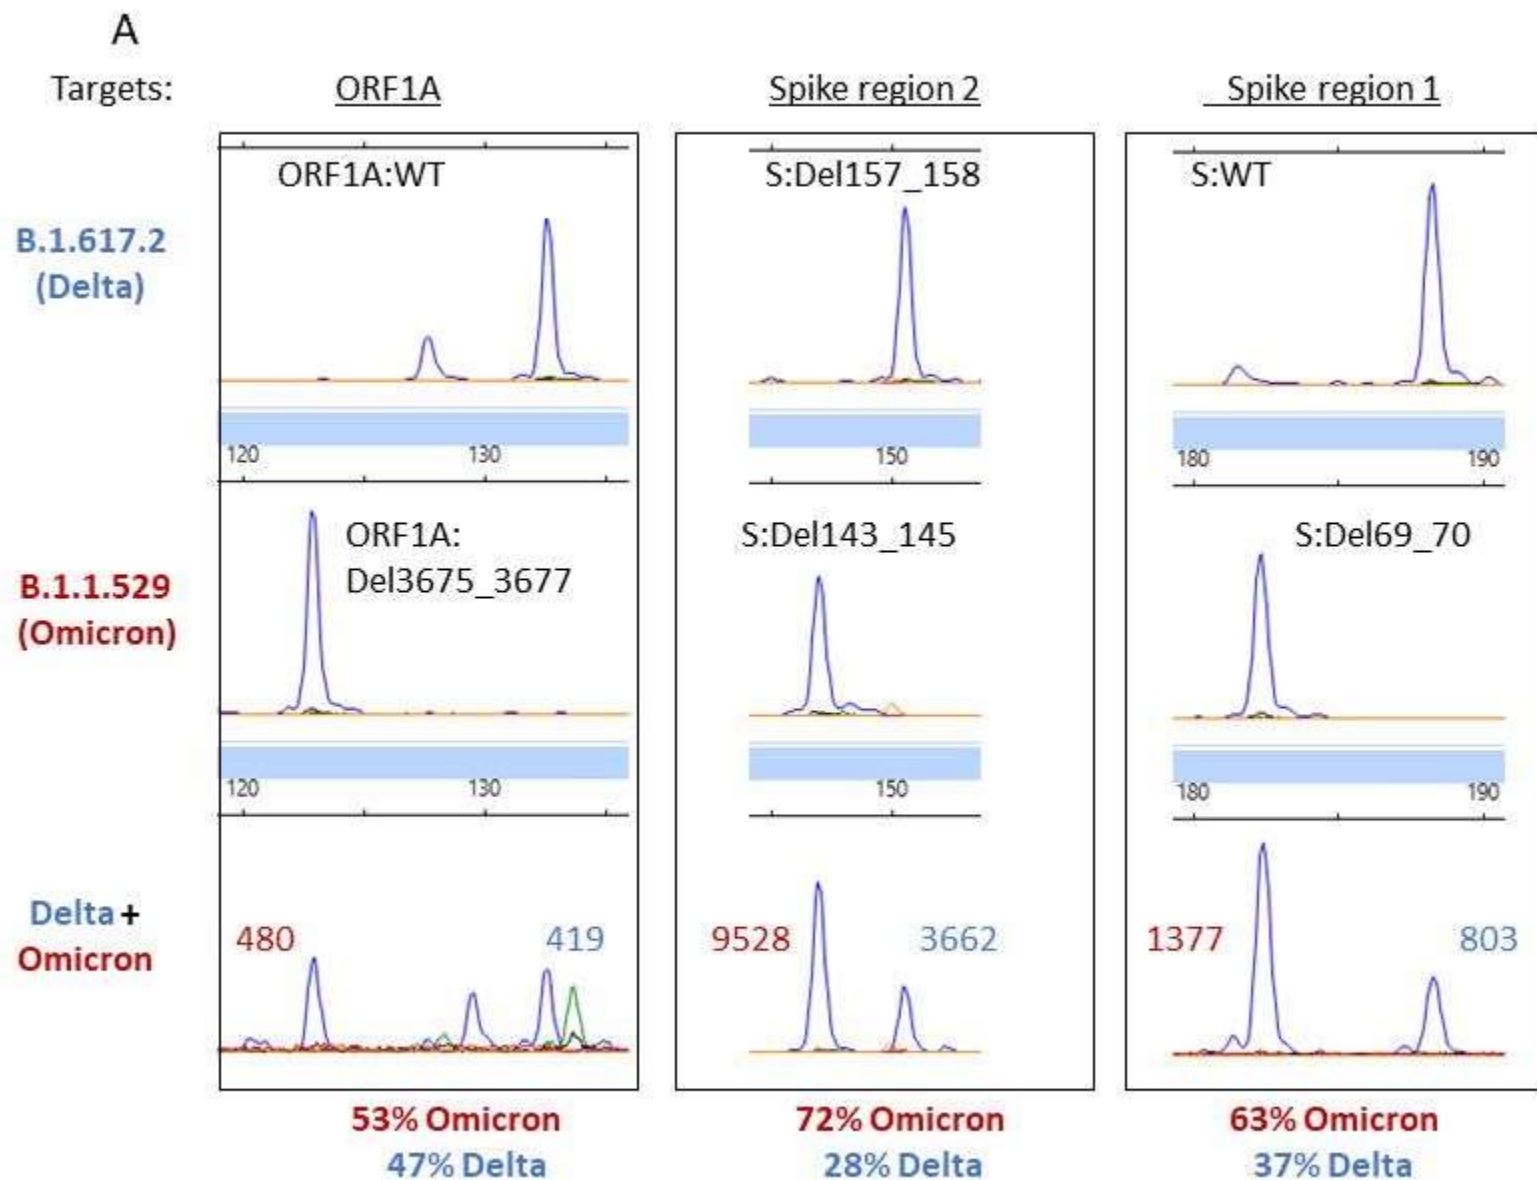 A
Targets:
ORF1A
Spike region 2
Spike region 1
B.1.617.2
(Delta)
ORF1A:WT
S:Del157_158
S:WT
120
130
150
180
190
B.1.1.529
(Omicron)
ORF1A:
Del3675_3677
S:Del143_145
S:Del69_70
120
130
150
180
190
Delta +
Omicron
480
419
9528
3662
1377
803
53% Omicron
47% Delta
72% Omicron
28% Delta
63% Omicron
37% Delta